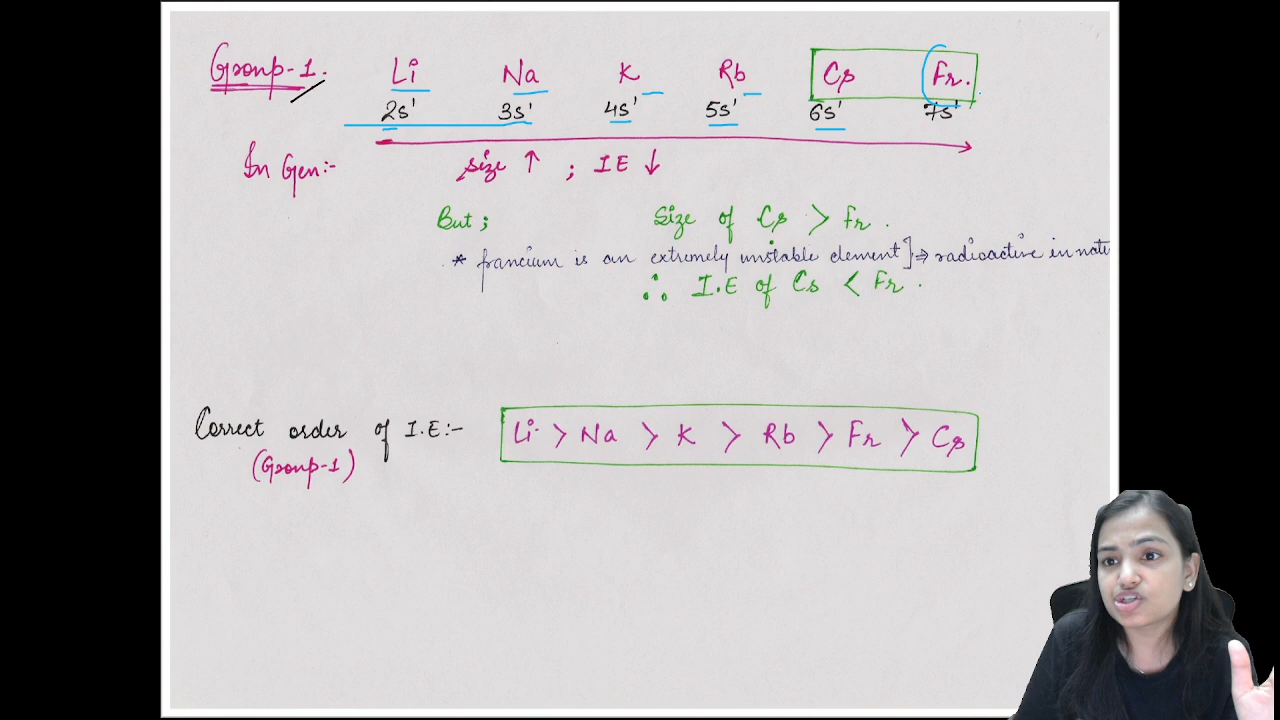 Group-1. Li Na K Rb Cs Fr.
2s¹ 3s¹ 4s¹ 5s¹ 6s¹ 7s¹
In Gen:- size ↑ ; I E ↓
But ; Size of Cs > Fr.
* francium is an extremely unstable element] ⇒ radioactive in natu
∴ I.E of Cs < Fr.
Correct order of I.E:- Li > Na > K > Rb > Fr > Cs
(Group-1)